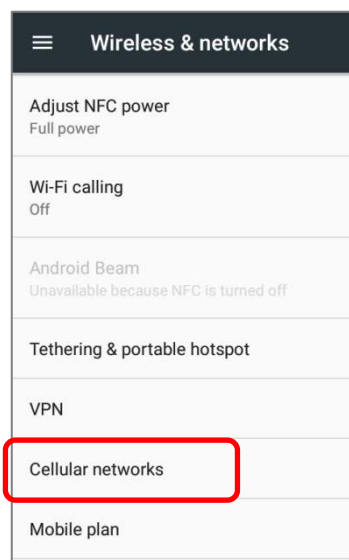 Wireless & networks
Adjust NFC power
Full power
Wi-Fi calling
Off
Android Beam
Unavailable because NFC is turned off
Tethering & portable hotspot
VPN
Cellular networks
Mobile plan